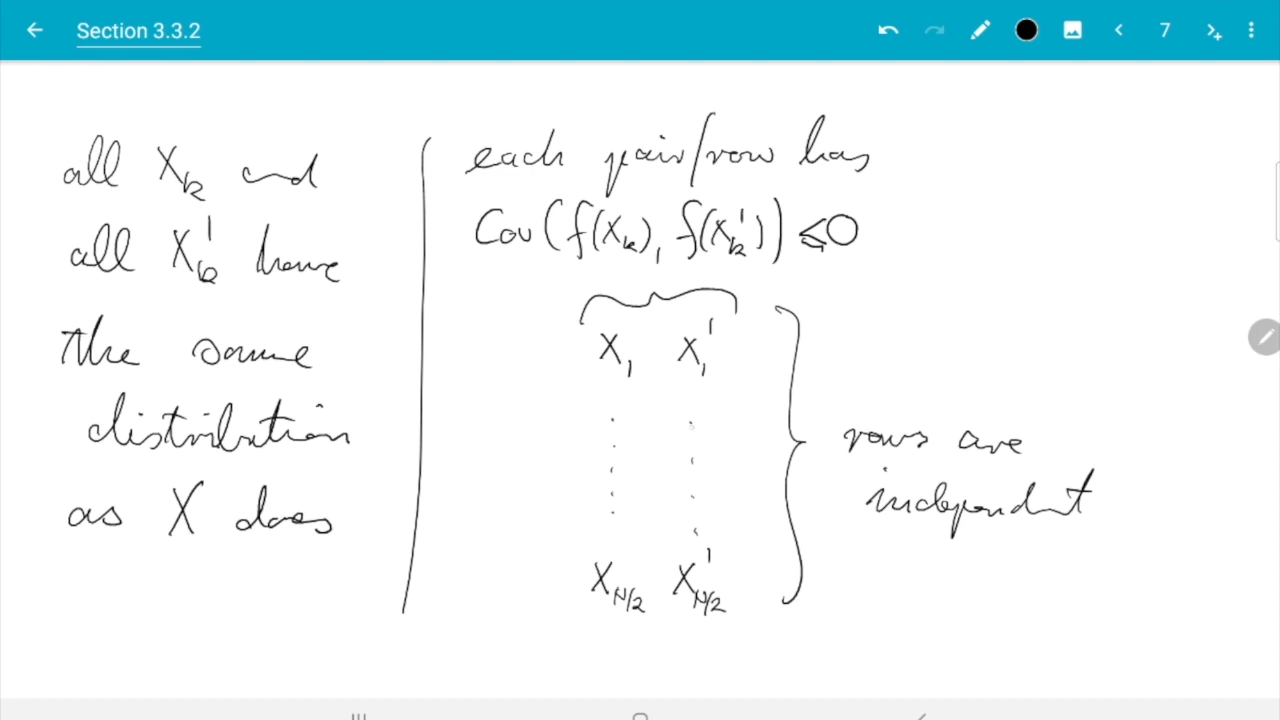 Section 3.3.2
7
all X_k and
all X'_k have
the same
distribution
as X does
each pair/row has
Cov(f(X_k), f(X'_k)) ≤ 0
X_1 X'_1
rows are
independent
X_{N/2} X'_{N/2}